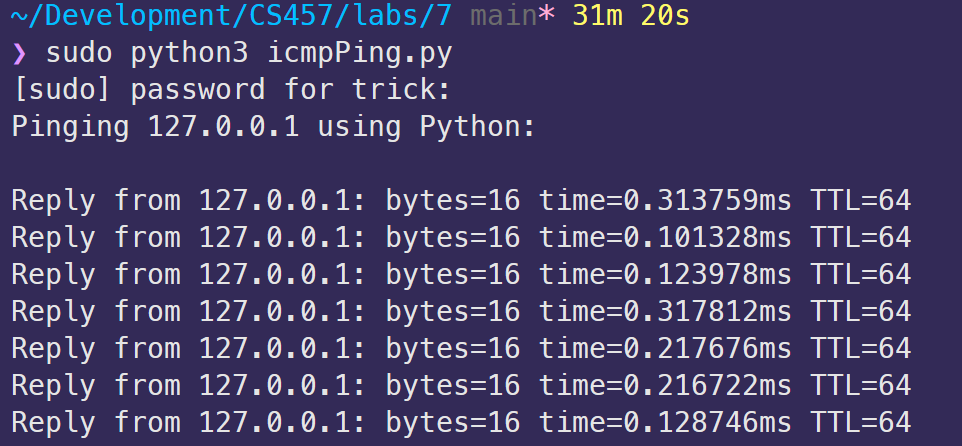 ~/Development/CS457/labs/7 main* 31m 20s
❯ sudo python3 icmpPing.py
[sudo] password for trick:
Pinging 127.0.0.1 using Python:

Reply from 127.0.0.1: bytes=16 time=0.313759ms TTL=64
Reply from 127.0.0.1: bytes=16 time=0.101328ms TTL=64
Reply from 127.0.0.1: bytes=16 time=0.123978ms TTL=64
Reply from 127.0.0.1: bytes=16 time=0.317812ms TTL=64
Reply from 127.0.0.1: bytes=16 time=0.217676ms TTL=64
Reply from 127.0.0.1: bytes=16 time=0.216722ms TTL=64
Reply from 127.0.0.1: bytes=16 time=0.128746ms TTL=64